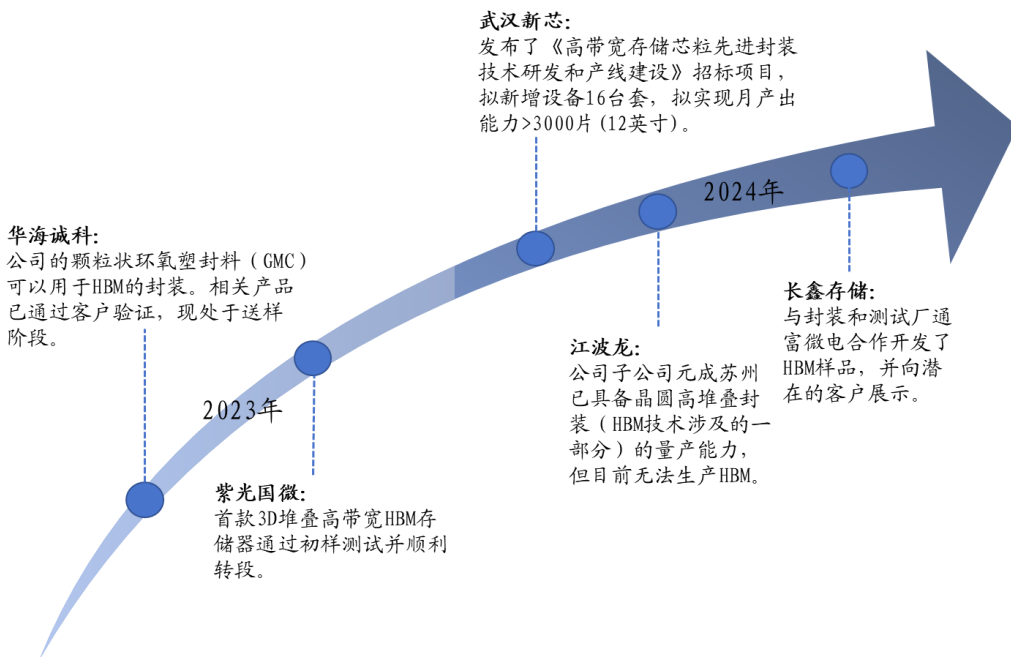 武汉新芯：
发布了《高带宽存储芯粒先进封装
技术研发和产线建设》招标项目，
拟新增设备16台套，拟实现月产出
能力>3000片(12英寸)。
2024年
华海诚科：
公司的颗粒状环氧塑封料（GMC）
可以用于HBM的封装。相关产品
已通过客户验证，现处于送样
阶段。
长鑫存储：
与封装和测试厂通
富微电合作开发了
HBM样品，并向潜
在的客户展示。
江波龙：
公司子公司元成苏州
已具备晶圆高堆叠封
装（HBM技术涉及的一
部分）的量产能力，
但目前无法生产HBM。
2023年
紫光国微：
首款3D堆叠高带宽HBM存
储器通过初样测试并顺利
转段。